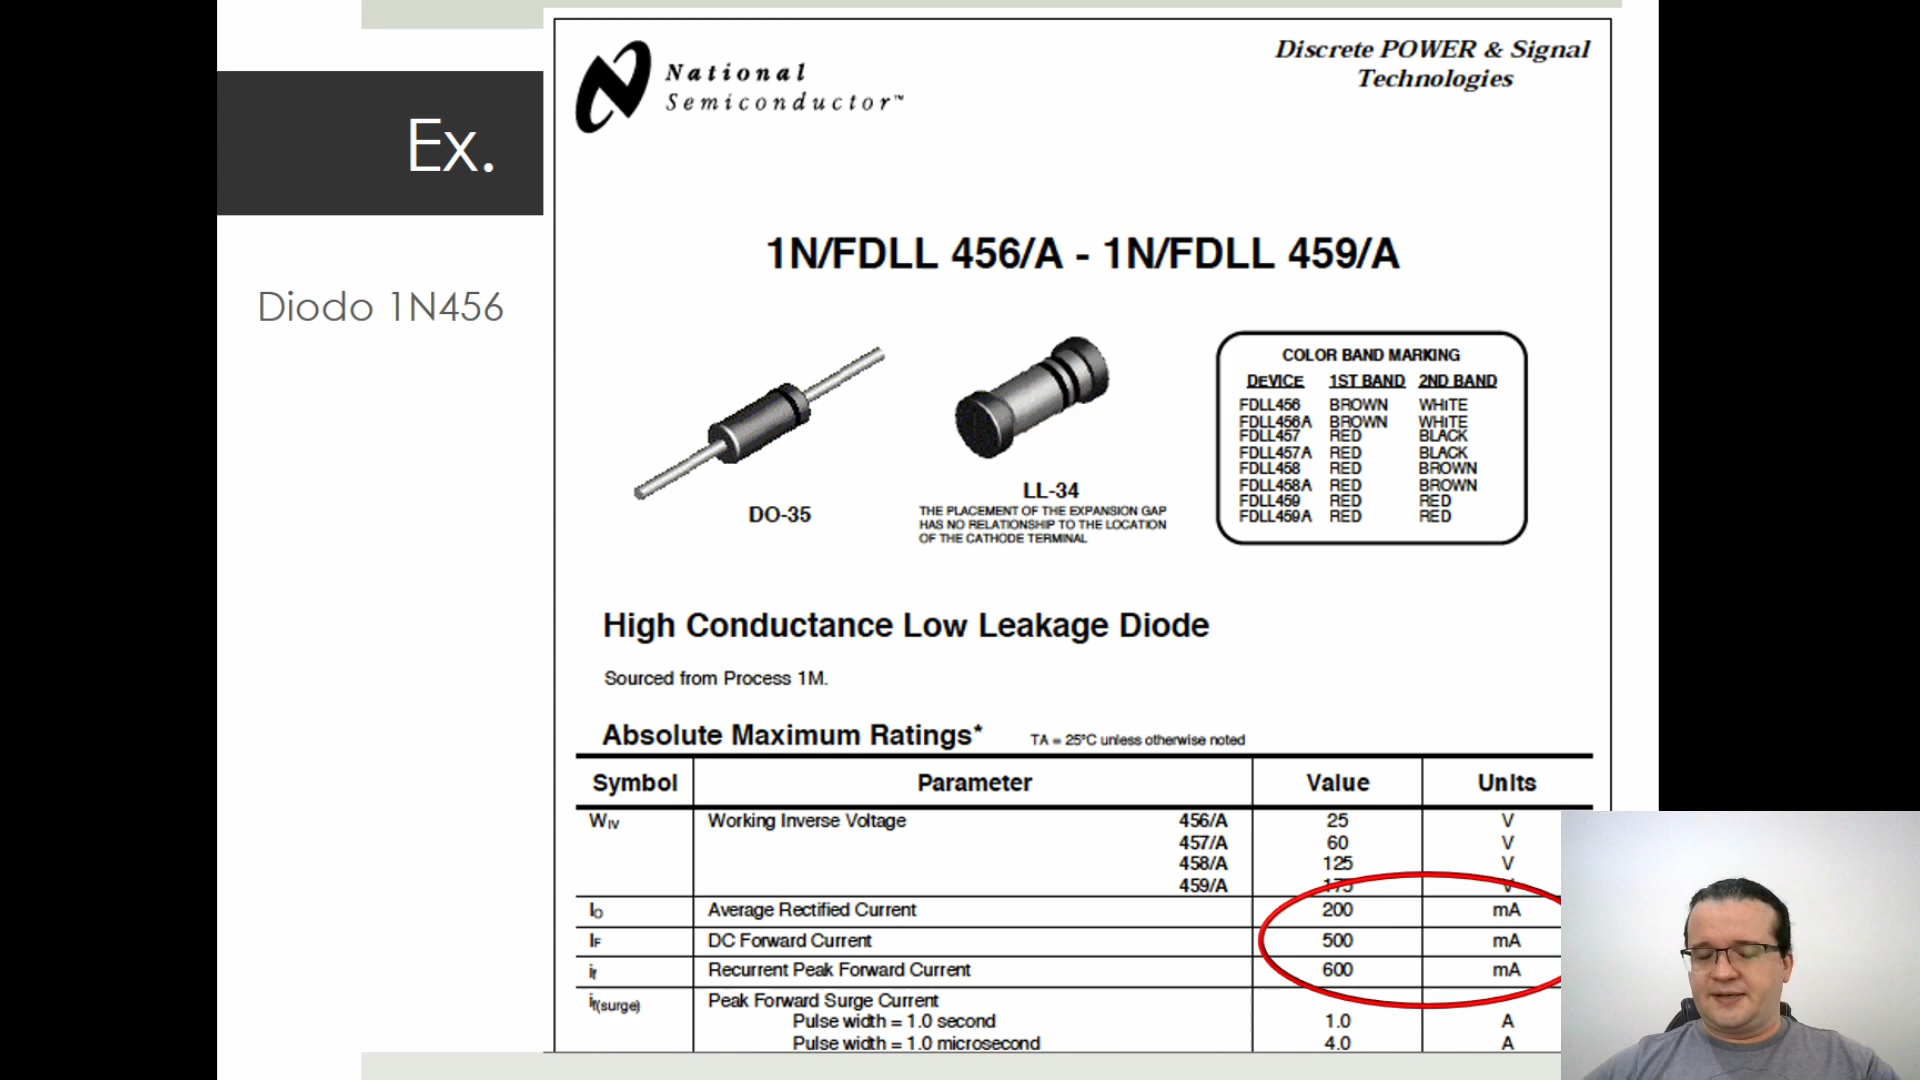 Ex.
Diodo 1N456
National
Semiconductor™
Discrete POWER & Signal
Technologies
1N/FDLL 456/A - 1N/FDLL 459/A
DO-35
LL-34
THE PLACEMENT OF THE EXPANSION GAP
HAS NO RELATIONSHIP TO THE LOCATION
OF THE CATHODE TERMINAL
COLOR BAND MARKING
DEVICE 1ST BAND 2ND BAND
FDLL456 BROWN WHITE
FDLL456A BROWN WHITE
FDLL457 RED BLACK
FDLL457A RED BLACK
FDLL458 RED BROWN
FDLL458A RED BROWN
FDLL459 RED RED
FDLL459A RED RED
High Conductance Low Leakage Diode
Sourced from Process 1M.
Absolute Maximum Ratings* TA = 25°C unless otherwise noted
Symbol Parameter Value Units
WIV Working Inverse Voltage 456/A 25 V
457/A 60 V
458/A 125 V
459/A 175 V
IO Average Rectified Current 200 mA
IF DC Forward Current 500 mA
if Recurrent Peak Forward Current 600 mA
if(surge) Peak Forward Surge Current
Pulse width = 1.0 second 1.0 A
Pulse width = 1.0 microsecond 4.0 A